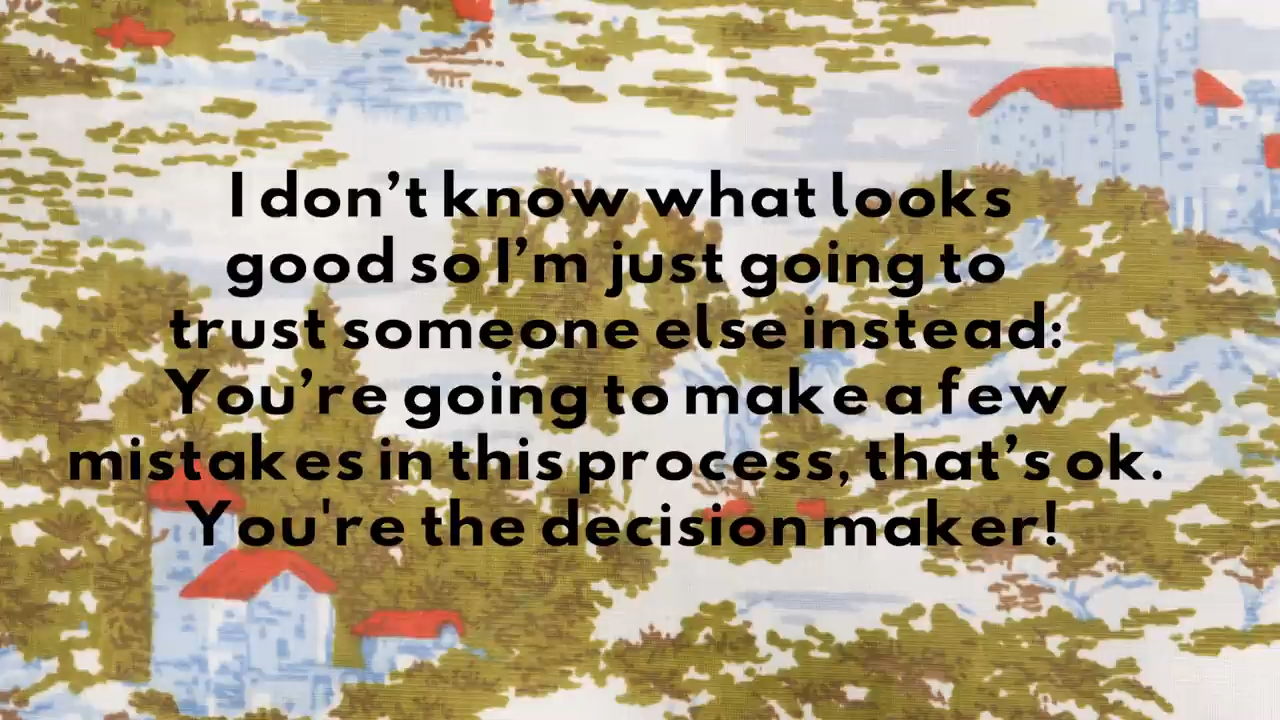 I don’t know what looks
good so I’m just going to
trust someone else instead:
You’re going to make a few
mistakes in this process, that’s ok.
You're the decision maker!